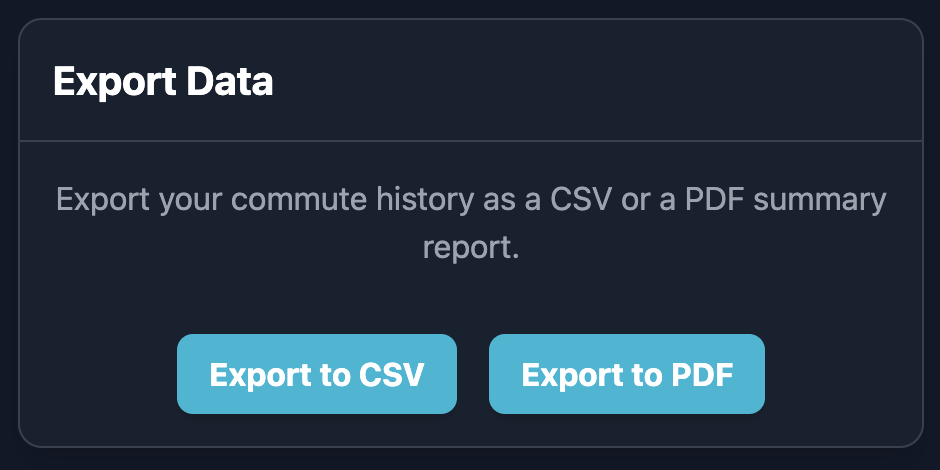 Export Data
Export your commute history as a CSV or a PDF summary
report.
Export to CSV
Export to PDF